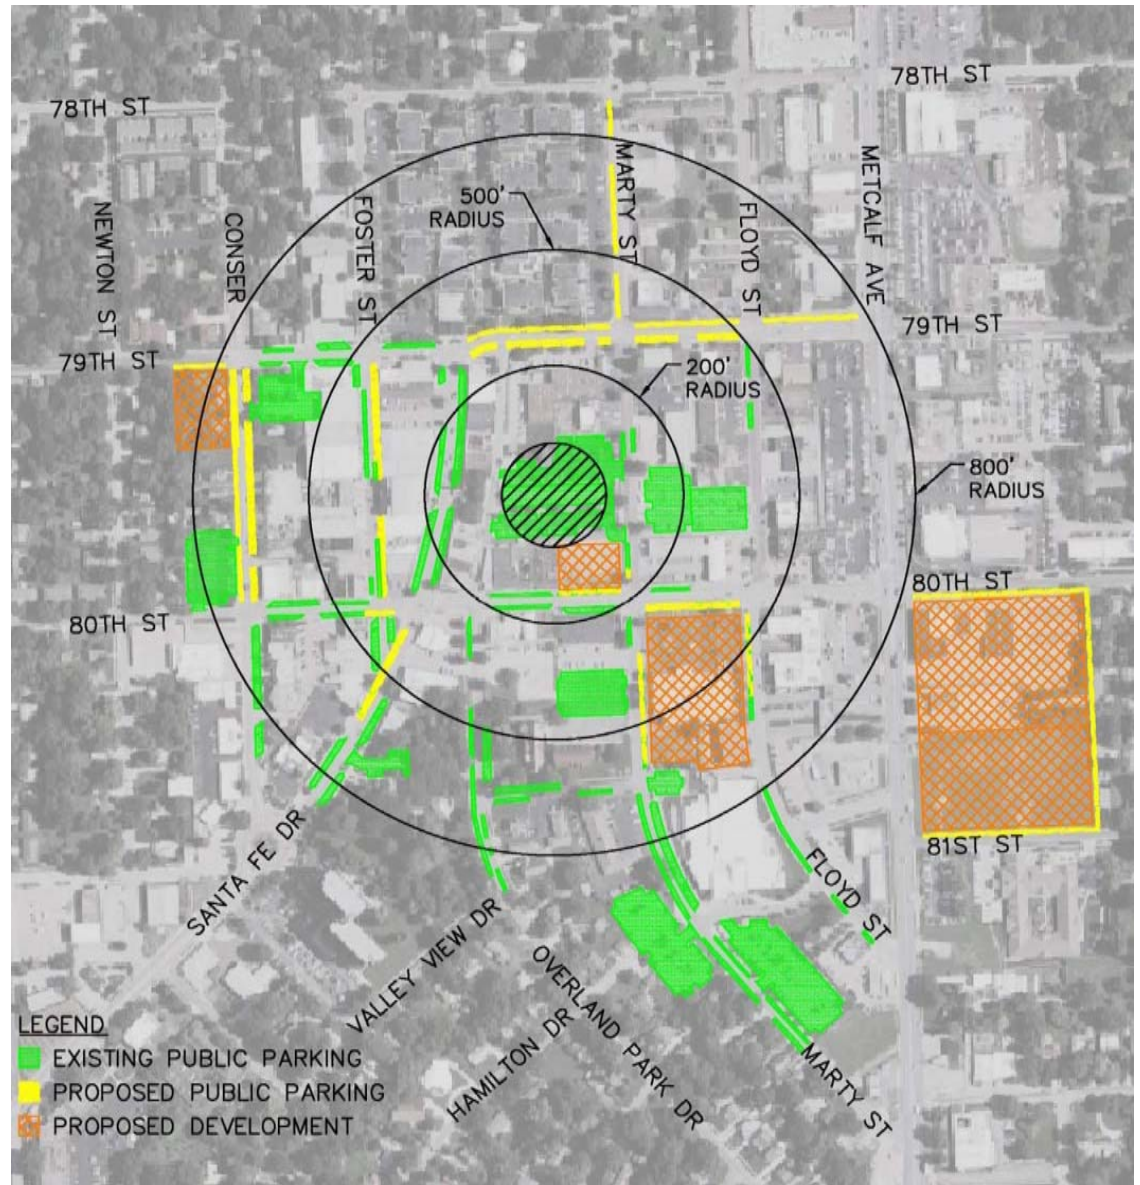 78TH ST
78TH ST
MARTY ST
METCALF AVE
500'
RADIUS
NEWTON ST
CONSER
FOSTER ST
FLOYD ST
79TH ST
79TH ST
200'
RADIUS
800'
RADIUS
80TH ST
80TH ST
81ST ST
SANTA FE DR
VALLEY VIEW DR
OVERLAND PARK DR
HAMILTON DR
FLOYD ST
MARTY ST
LEGEND
EXISTING PUBLIC PARKING
PROPOSED PUBLIC PARKING
PROPOSED DEVELOPMENT